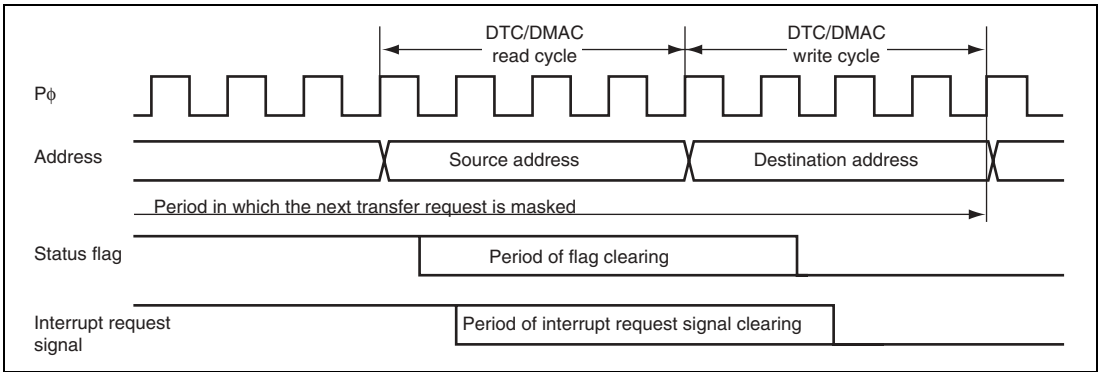 DTC/DMAC
read cycle
DTC/DMAC
write cycle
Pϕ
Address
Source address
Destination address
Period in which the next transfer request is masked
Status flag
Period of flag clearing
Interrupt request
signal
Period of interrupt request signal clearing